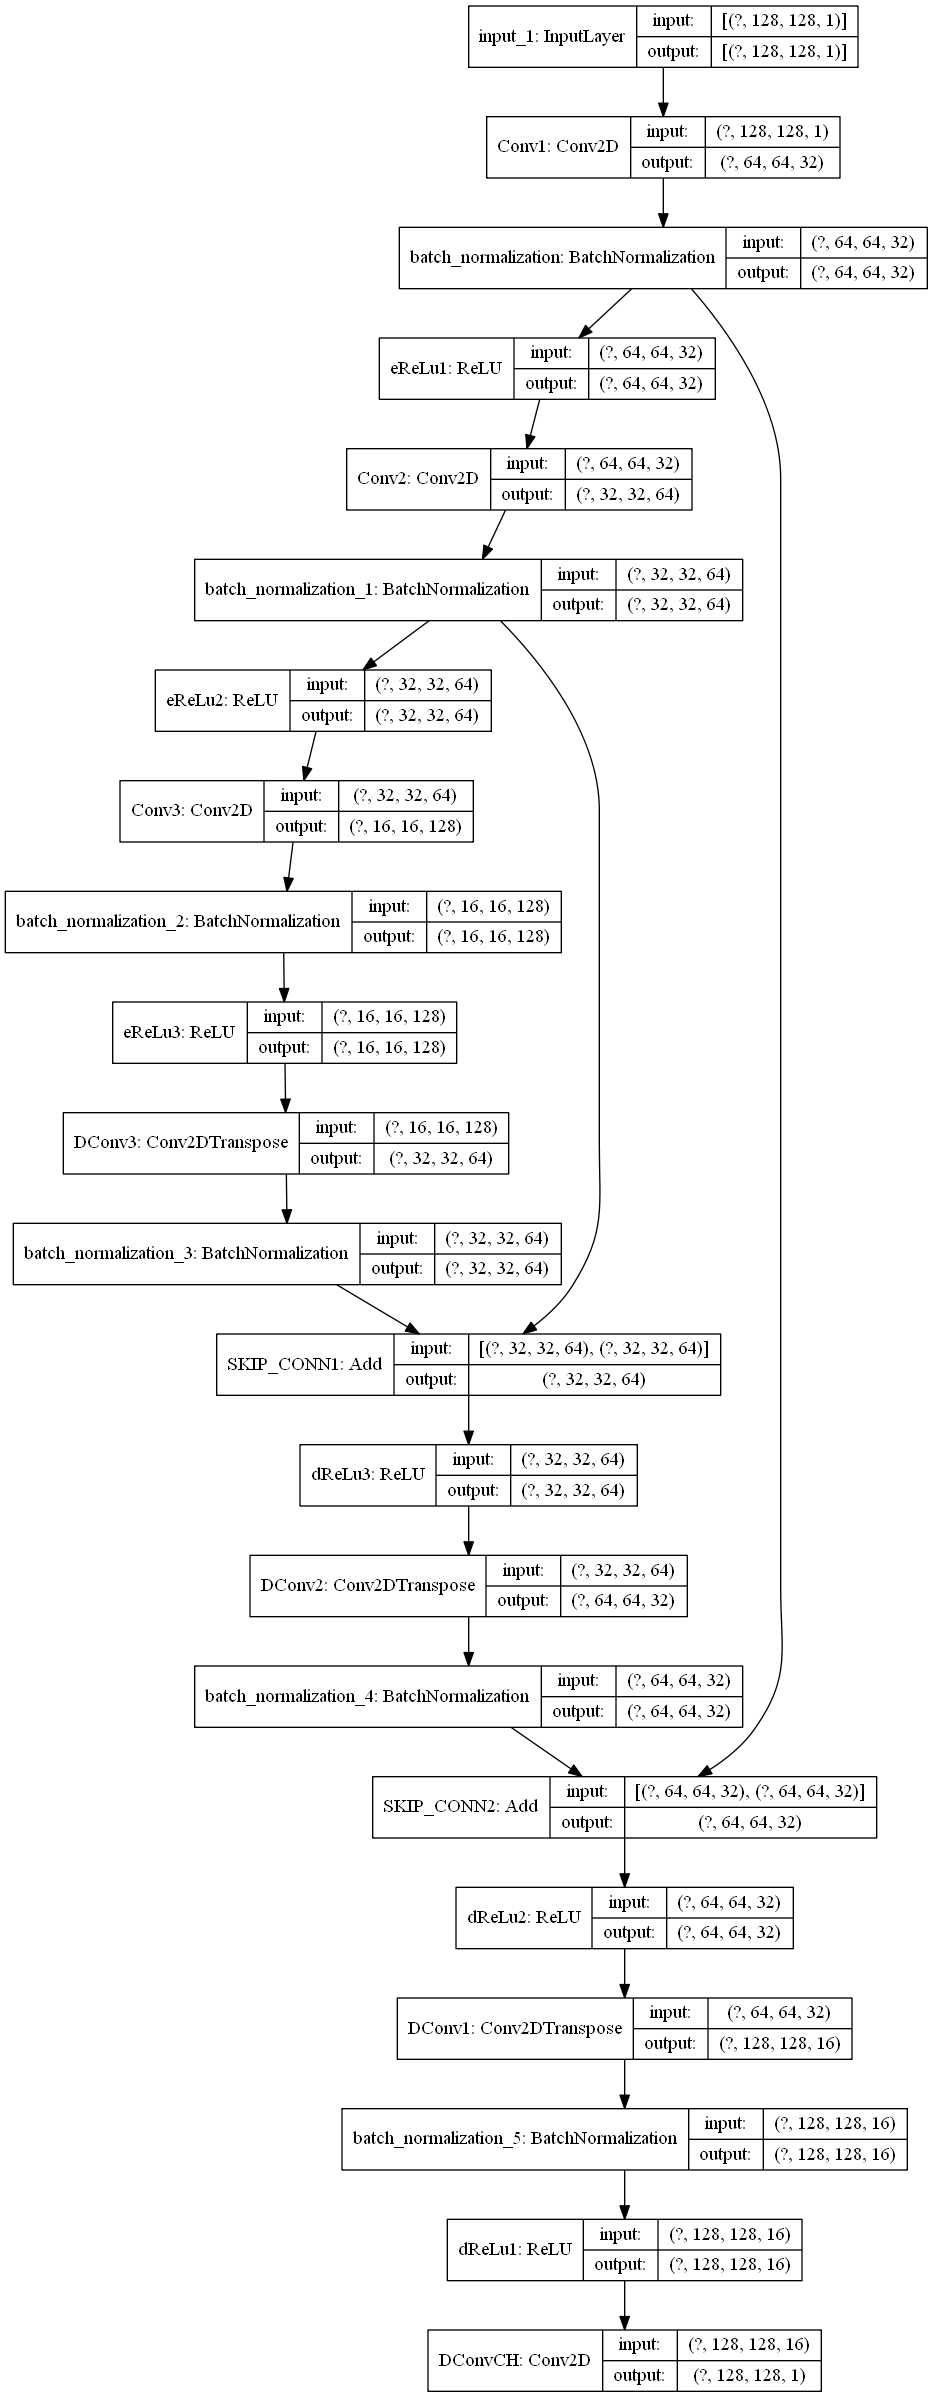 input_1: InputLayer
input: [(?, 128, 128, 1)]
output: [(?, 128, 128, 1)]
Conv1: Conv2D
input: (?, 128, 128, 1)
output: (?, 64, 64, 32)
batch_normalization: BatchNormalization
input: (?, 64, 64, 32)
output: (?, 64, 64, 32)
eReLu1: ReLU
input: (?, 64, 64, 32)
output: (?, 64, 64, 32)
Conv2: Conv2D
input: (?, 64, 64, 32)
output: (?, 32, 32, 64)
batch_normalization_1: BatchNormalization
input: (?, 32, 32, 64)
output: (?, 32, 32, 64)
eReLu2: ReLU
input: (?, 32, 32, 64)
output: (?, 32, 32, 64)
Conv3: Conv2D
input: (?, 32, 32, 64)
output: (?, 16, 16, 128)
batch_normalization_2: BatchNormalization
input: (?, 16, 16, 128)
output: (?, 16, 16, 128)
eReLu3: ReLU
input: (?, 16, 16, 128)
output: (?, 16, 16, 128)
DConv3: Conv2DTranspose
input: (?, 16, 16, 128)
output: (?, 32, 32, 64)
batch_normalization_3: BatchNormalization
input: (?, 32, 32, 64)
output: (?, 32, 32, 64)
SKIP_CONN1: Add
input: [(?, 32, 32, 64), (?, 32, 32, 64)]
output: (?, 32, 32, 64)
dReLu3: ReLU
input: (?, 32, 32, 64)
output: (?, 32, 32, 64)
DConv2: Conv2DTranspose
input: (?, 32, 32, 64)
output: (?, 64, 64, 32)
batch_normalization_4: BatchNormalization
input: (?, 64, 64, 32)
output: (?, 64, 64, 32)
SKIP_CONN2: Add
input: [(?, 64, 64, 32), (?, 64, 64, 32)]
output: (?, 64, 64, 32)
dReLu2: ReLU
input: (?, 64, 64, 32)
output: (?, 64, 64, 32)
DConv1: Conv2DTranspose
input: (?, 64, 64, 32)
output: (?, 128, 128, 16)
batch_normalization_5: BatchNormalization
input: (?, 128, 128, 16)
output: (?, 128, 128, 16)
dReLu1: ReLU
input: (?, 128, 128, 16)
output: (?, 128, 128, 16)
DConvCH: Conv2D
input: (?, 128, 128, 16)
output: (?, 128, 128, 1)